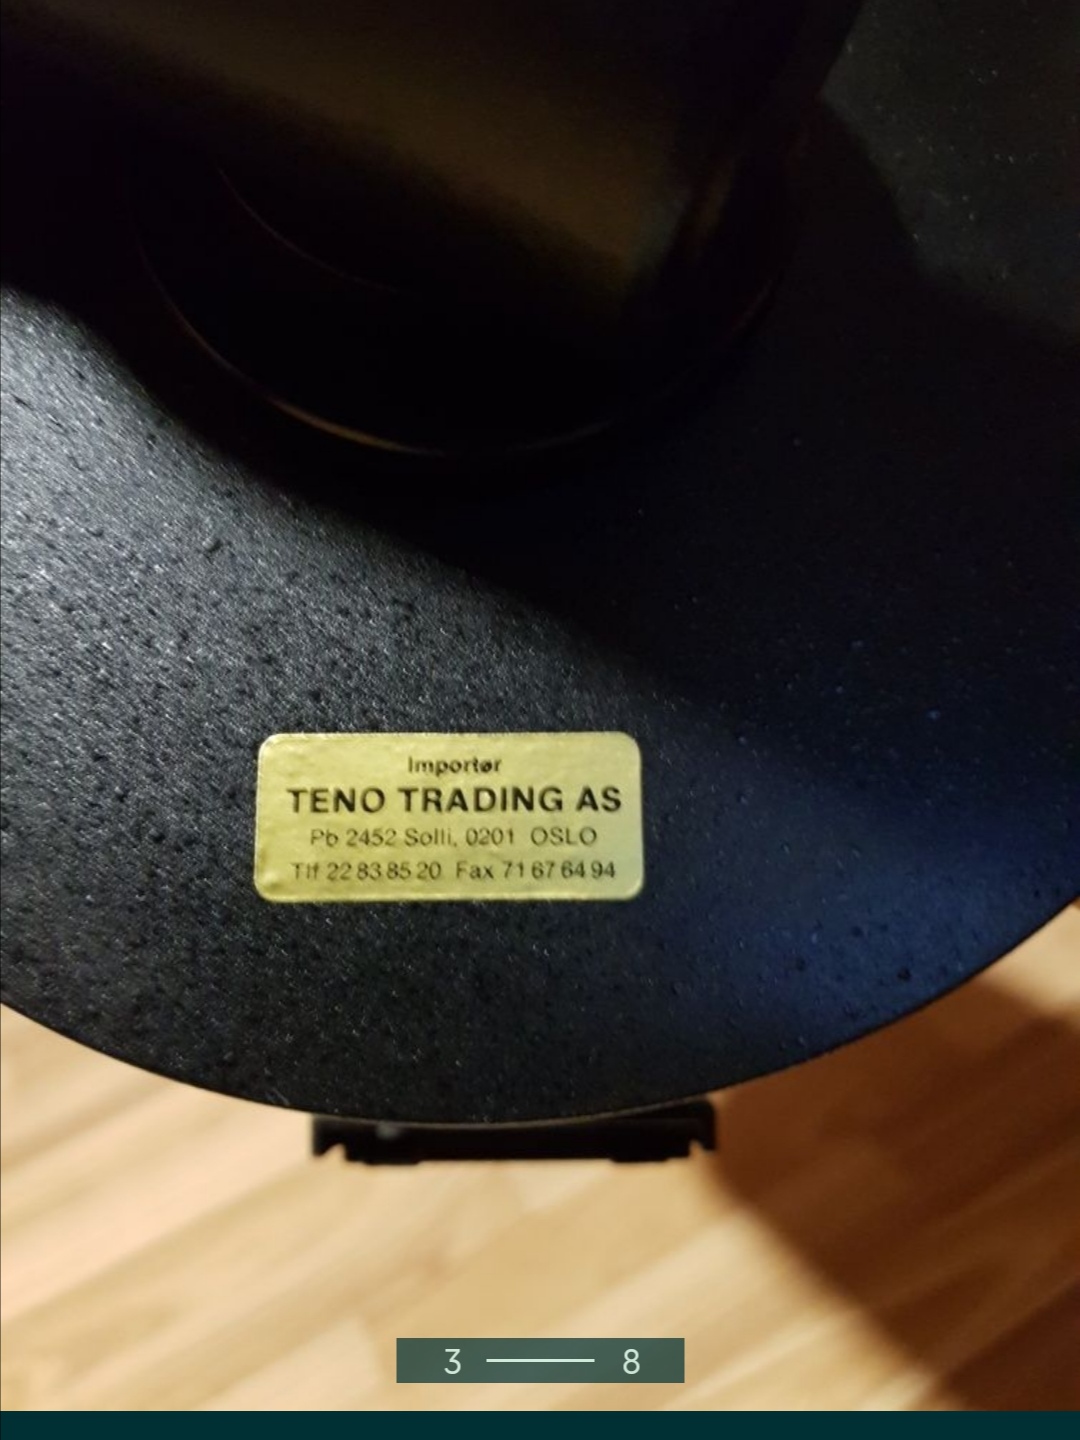 Importør
TENO TRADING AS
Pb 2452 Solli, 0201 OSLO
Tlf 22 83 85 20 Fax 71 67 64 94
3 8